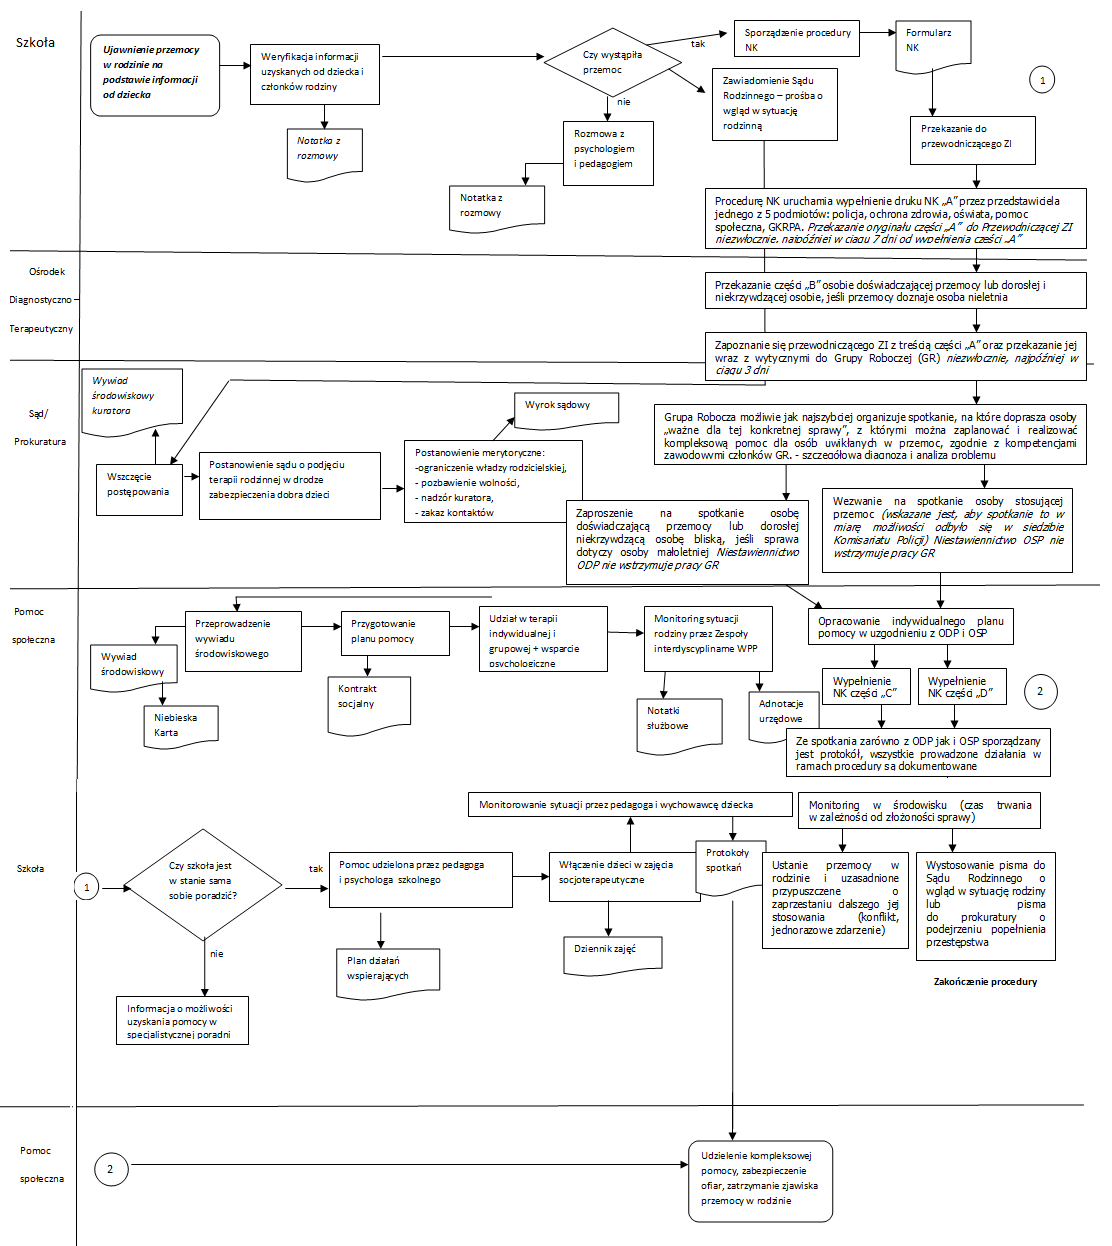 Szkoła
Ujawnienie przemocy
w rodzinie na
podstawie informacji
od dziecka
Weryfikacja informacji
uzyskanych od dziecka i
członków rodziny
Notatka z
rozmowy
Czy wystąpiła
przemoc
tak
nie
Sporządzenie procedury
NK
Formularz
NK
1
Zawiadomienie Sądu
Rodzinnego – prośba o
wgląd w sytuację
rodzinną
Rozmowa z
psychologiem
i pedagogiem
Notatka z
rozmowy
Przekazanie do
przewodniczącego ZI
Procedurę NK uruchamia wypełnienie druku NK „A” przez przedstawiciela
jednego z 5 podmiotów: policja, ochrona zdrowia, oświata, pomoc
społeczna, GKRPA. Przekazanie oryginału części „A” do Przewodniczącej ZI
niezwłocznie, najpóźniej w ciągu 7 dni od wypełnienia części „A”
Ośrodek
Diagnostyczno
Terapeutyczny
Przekazanie części „B” osobie doświadczającej przemocy lub dorosłej i
niekrzywdzącej osobie, jeśli przemocy doznaje osoba nieletnia
Zapoznanie się przewodniczącego ZI z treścią części „A” oraz przekazanie jej
wraz z wytycznymi do Grupy Roboczej (GR) niezwłocznie, najpóźniej w
ciągu 3 dni
Sąd/
Prokuratura
Wywiad
środowiskowy
kuratora
Wszczęcie
postępowania
Postanowienie sądu o podjęciu
terapii rodzinnej w drodze
zabezpieczenia dobra dzieci
Postanowienie merytoryczne:
-ograniczenie władzy rodzicielskiej,
- pozbawienie wolności,
- nadzór kuratora,
- zakaz kontaktów
Wyrok sądowy
Grupa Robocza możliwie jak najszybciej organizuje spotkanie, na które doprasza osoby
„ważne dla tej konkretnej sprawy”, z którymi można zaplanować i realizować
kompleksową pomoc dla osób uwikłanych w przemoc, zgodnie z kompetencjami
zawodowymi członków GR. - szczegółowa diagnoza i analiza problemu
Zaproszenie na spotkanie osobę
doświadczającą przemocy lub dorosłej
niekrzywdzącą osobę bliską, jeśli sprawa
dotyczy osoby małoletniej Niestawiennictwo
ODP nie wstrzymuje pracy GR
Wezwanie na spotkanie osoby stosującej
przemoc (wskazane jest, aby spotkanie to w
miarę możliwości odbyło się w siedzibie
Komisariatu Policji) Niestawiennictwo OSP nie
wstrzymuje pracy GR
Pomoc
społeczna
Przeprowadzenie
wywiadu
środowiskowego
Wywiad
środowiskowy
Niebieska
Karta
Przygotowanie
planu pomocy
Kontrakt
socjalny
Udział w terapii
indywidualnej i
grupowej + wsparcie
psychologiczne
Monitoring sytuacji
rodziny przez Zespoły
interdyscyplinarne WPP
Notatki
służbowe
Adnotacje
urzędowe
Opracowanie indywidualnego planu
pomocy w uzgodnieniu z ODP i OSP
Wypełnienie
NK części „C”
Wypełnienie
NK części „D”
2
Ze spotkania zarówno z ODP jak i OSP sporządzany
jest protokół, wszystkie prowadzone działania w
ramach procedury są dokumentowane
Szkoła
1
Czy szkoła jest
w stanie sama
sobie poradzić?
tak
nie
Informacja o możliwości
uzyskania pomocy w
specjalistycznej poradni
Pomoc udzielona przez pedagoga
i psychologa szkolnego
Plan działań
wspierających
Monitorowanie sytuacji przez pedagoga i wychowawcę dziecka
Włączenie dzieci w zajęcia
socjoterapeutyczne
Dziennik zajęć
Protokoły
spotkań
Monitoring w środowisku (czas trwania
w zależności od złożoności sprawy)
Ustanie przemocy w
rodzinie i uzasadnione
przypuszczene o
zaprzestaniu dalszego jej
stosowania (konflikt,
jednorazowe zdarzenie)
Wystosowanie pisma do
Sądu Rodzinnego o
wgląd w sytuację rodziny
lub pisma
do prokuratury o
podejrzeniu popełnienia
przestępstwa
Zakończenie procedury
Pomoc
społeczna
2
Udzielenie kompleksowej
pomocy, zabezpieczenie
ofiar, zatrzymanie zjawiska
przemocy w rodzinie